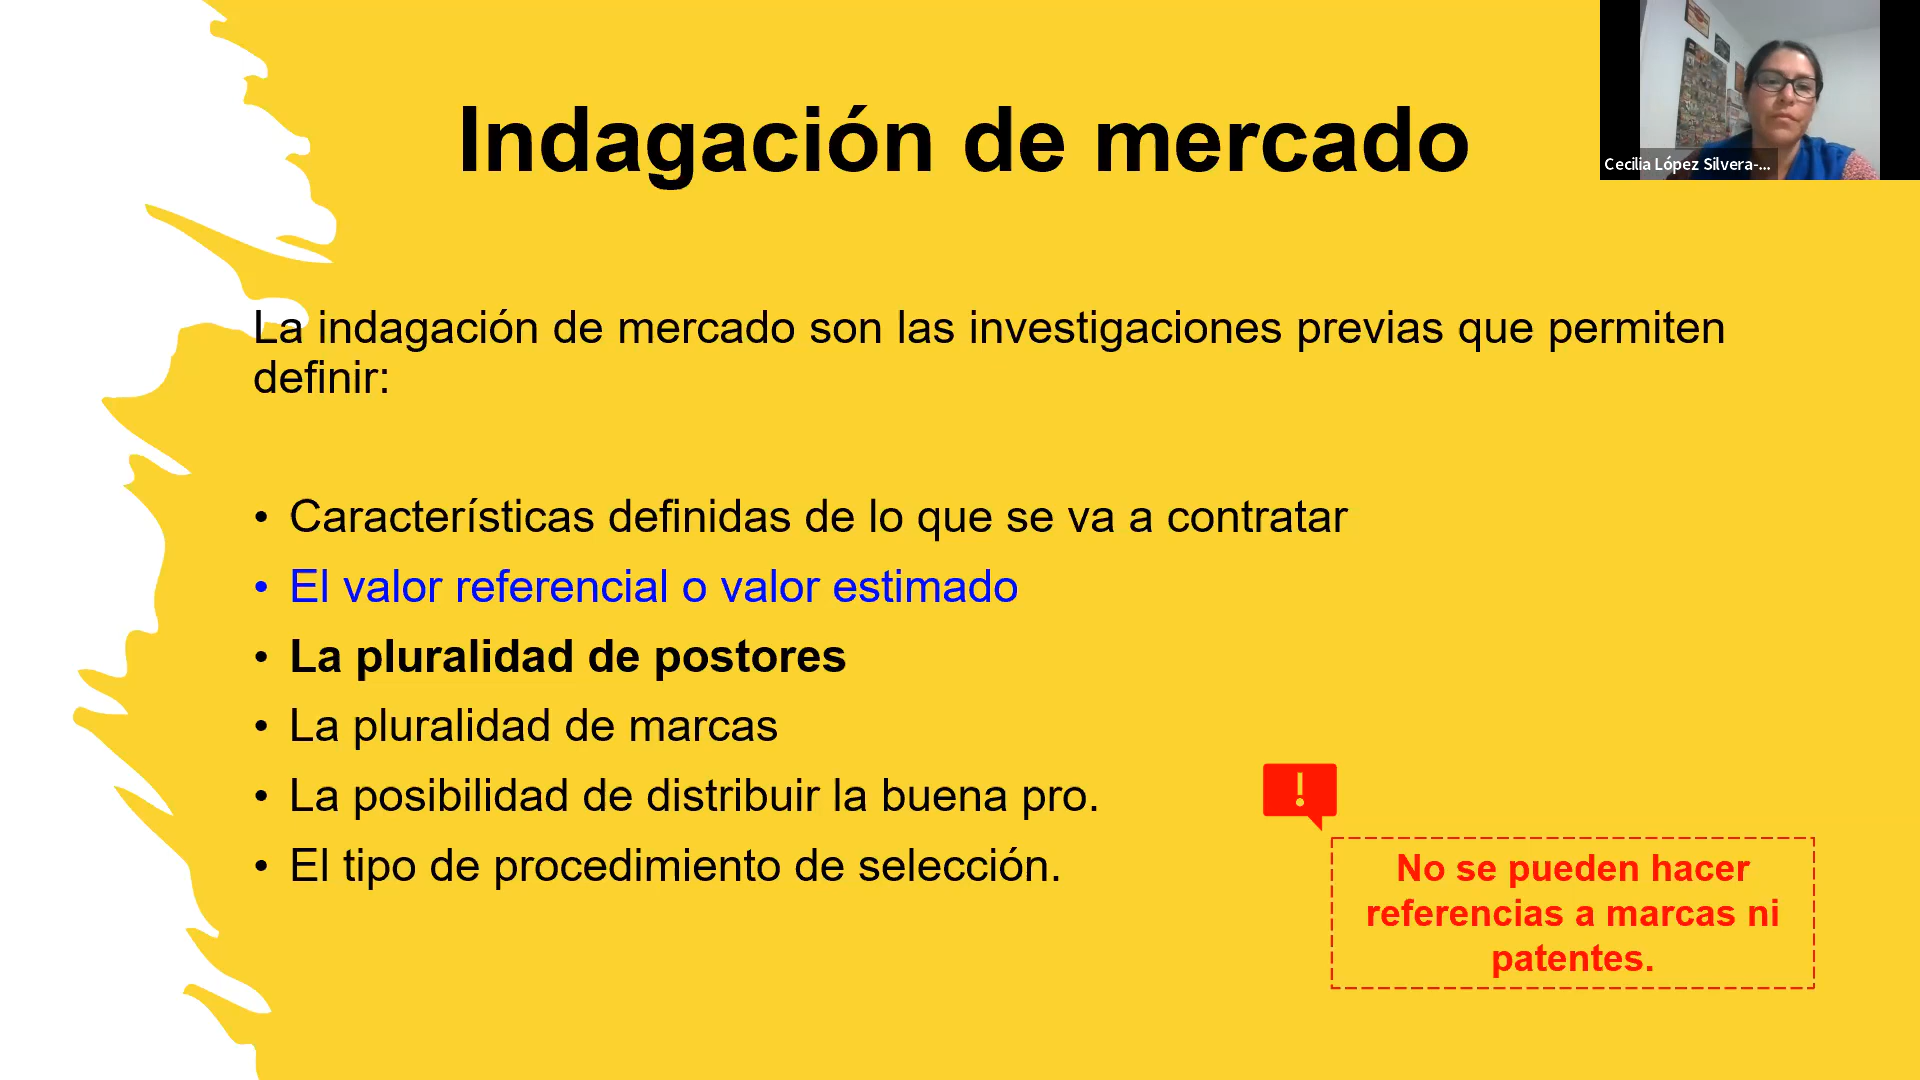 Indagación de mercado
Cecilia López Silvera-...
La indagación de mercado son las investigaciones previas que permiten
definir:
• Características definidas de lo que se va a contratar
• El valor referencial o valor estimado
• La pluralidad de postores
• La pluralidad de marcas
• La posibilidad de distribuir la buena pro.
• El tipo de procedimiento de selección.
!
No se pueden hacer
referencias a marcas ni
patentes.